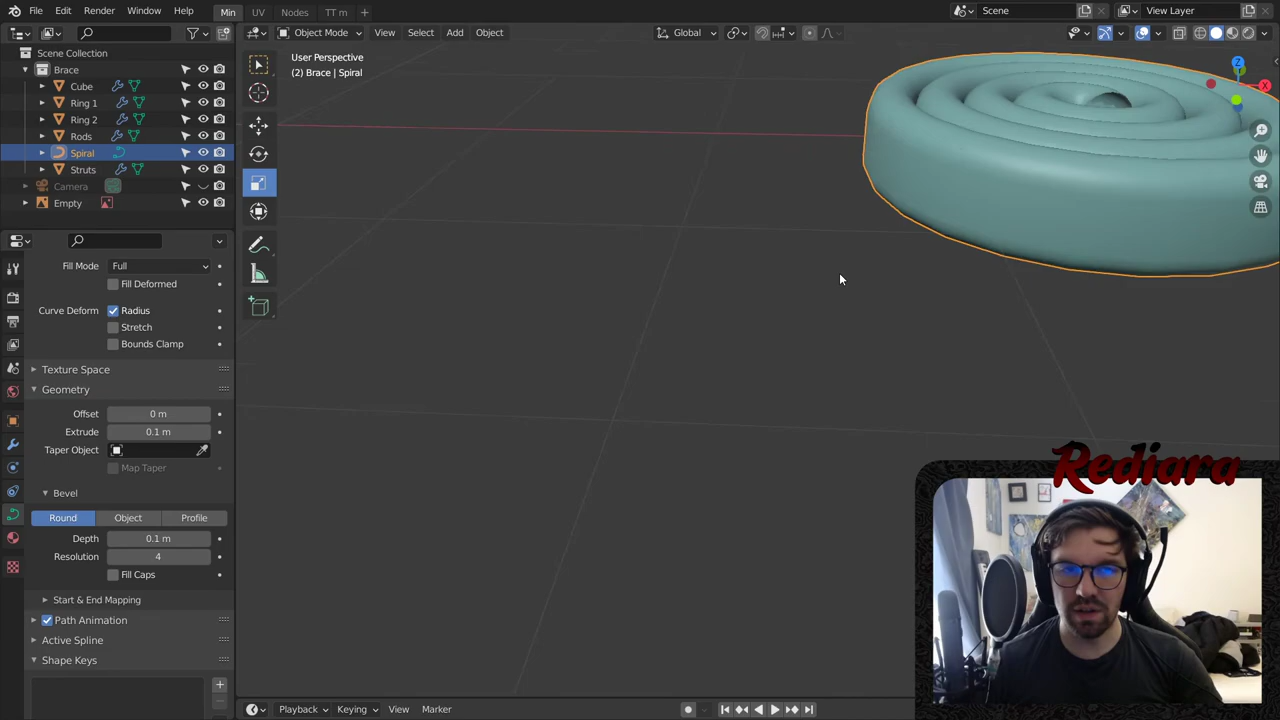 File Edit Render Window Help Min UV Nodes TT m + Scene View Layer
Object Mode View Select Add Object Global
Scene Collection
Brace
Cube
Ring 1
Ring 2
Rods
Spiral
Struts
Camera
Empty
User Perspective
(2) Brace | Spiral
Z
X
Fill Mode Full
Fill Deformed
Curve Deform Radius
Stretch
Bounds Clamp
Texture Space
Geometry
Offset 0 m
Extrude 0.1 m
Taper Object
Map Taper
Bevel
Round Object Profile
Depth 0.1 m
Resolution 4
Fill Caps
Start & End Mapping
Path Animation
Active Spline
Shape Keys
Rediara
Playback Keying View Marker